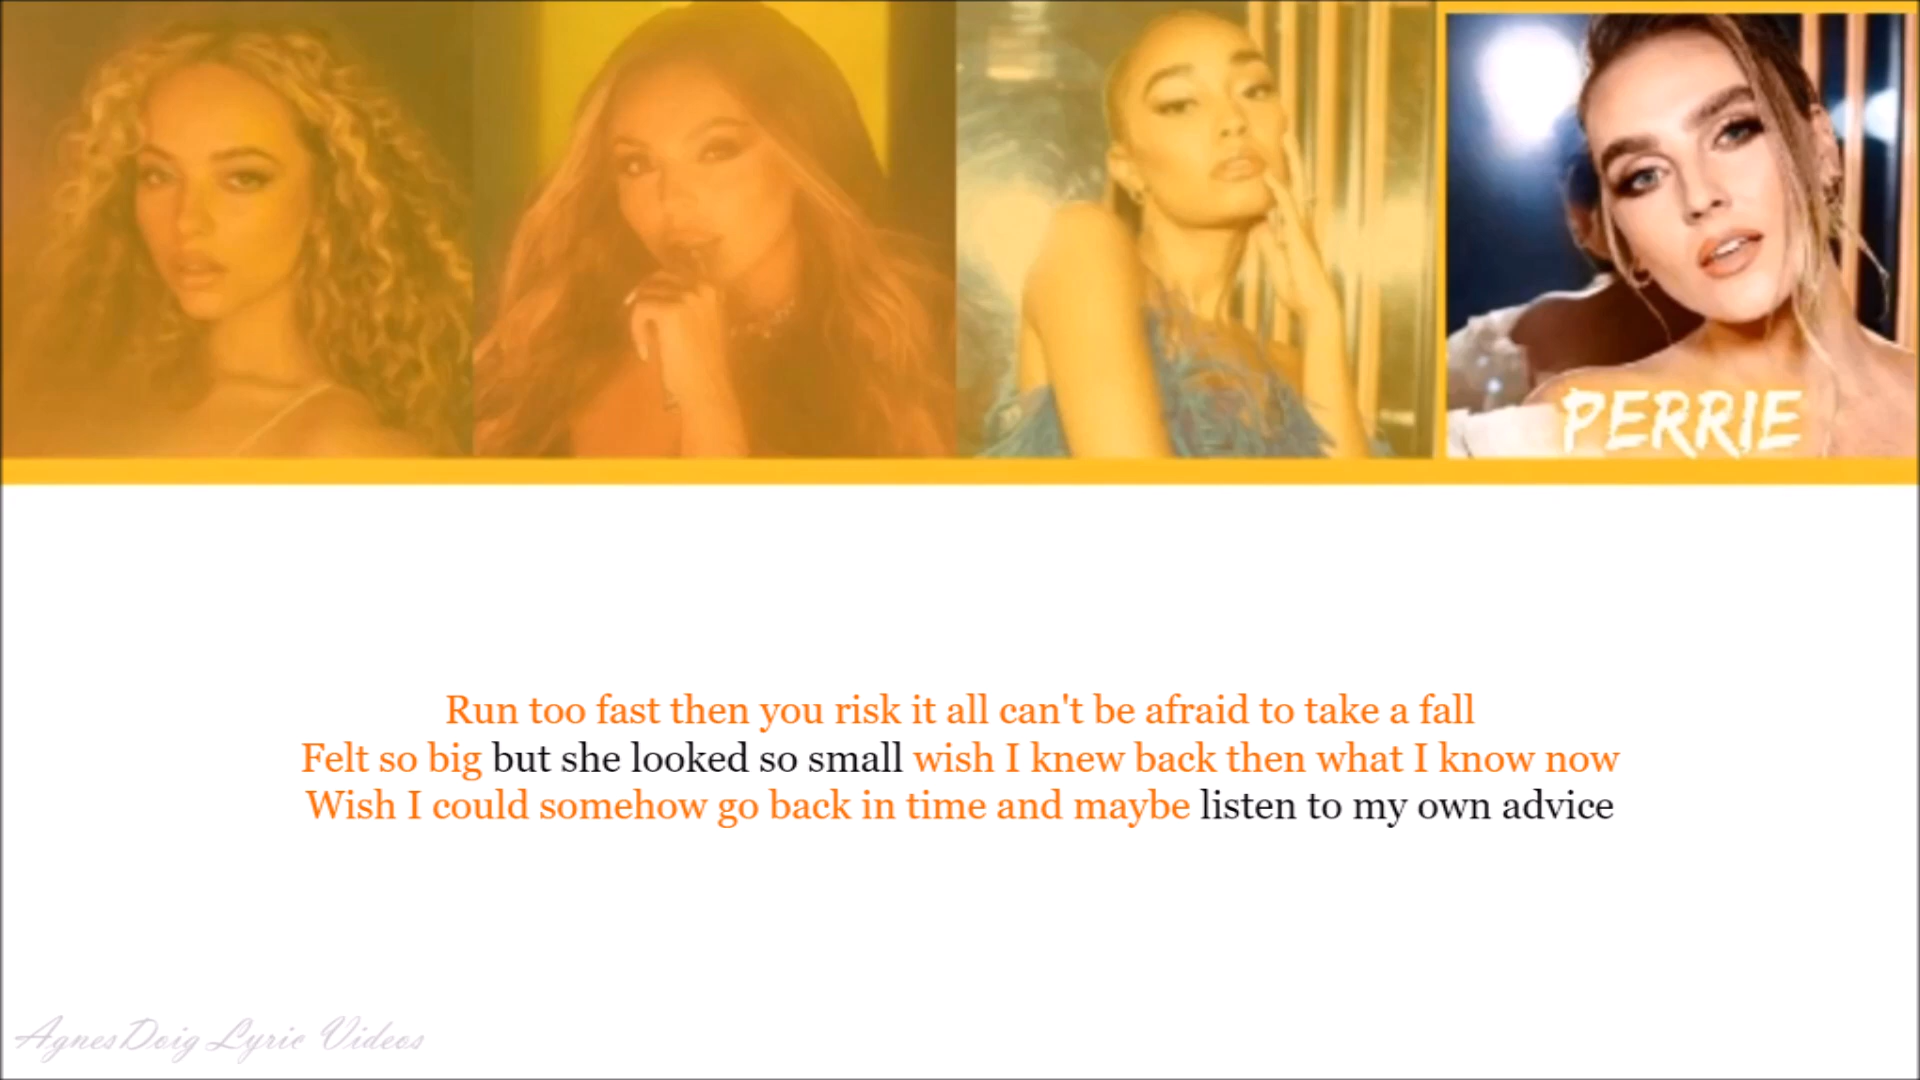 PERRIE
Run too fast then you risk it all can't be afraid to take a fall
Felt so big but she looked so small wish I knew back then what I know now
Wish I could somehow go back in time and maybe listen to my own advice
AgnesDoig Lyric Videos